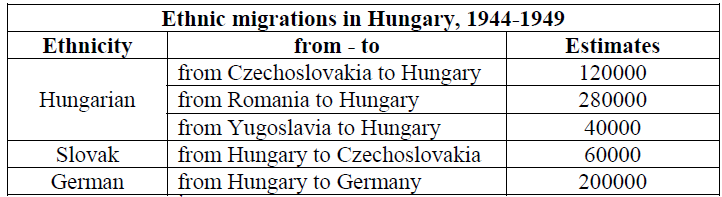 Ethnic migrations in Hungary, 1944-1949
Ethnicity from - to Estimates
Hungarian from Czechoslovakia to Hungary 120000
from Romania to Hungary 280000
from Yugoslavia to Hungary 40000
Slovak from Hungary to Czechoslovakia 60000
German from Hungary to Germany 200000